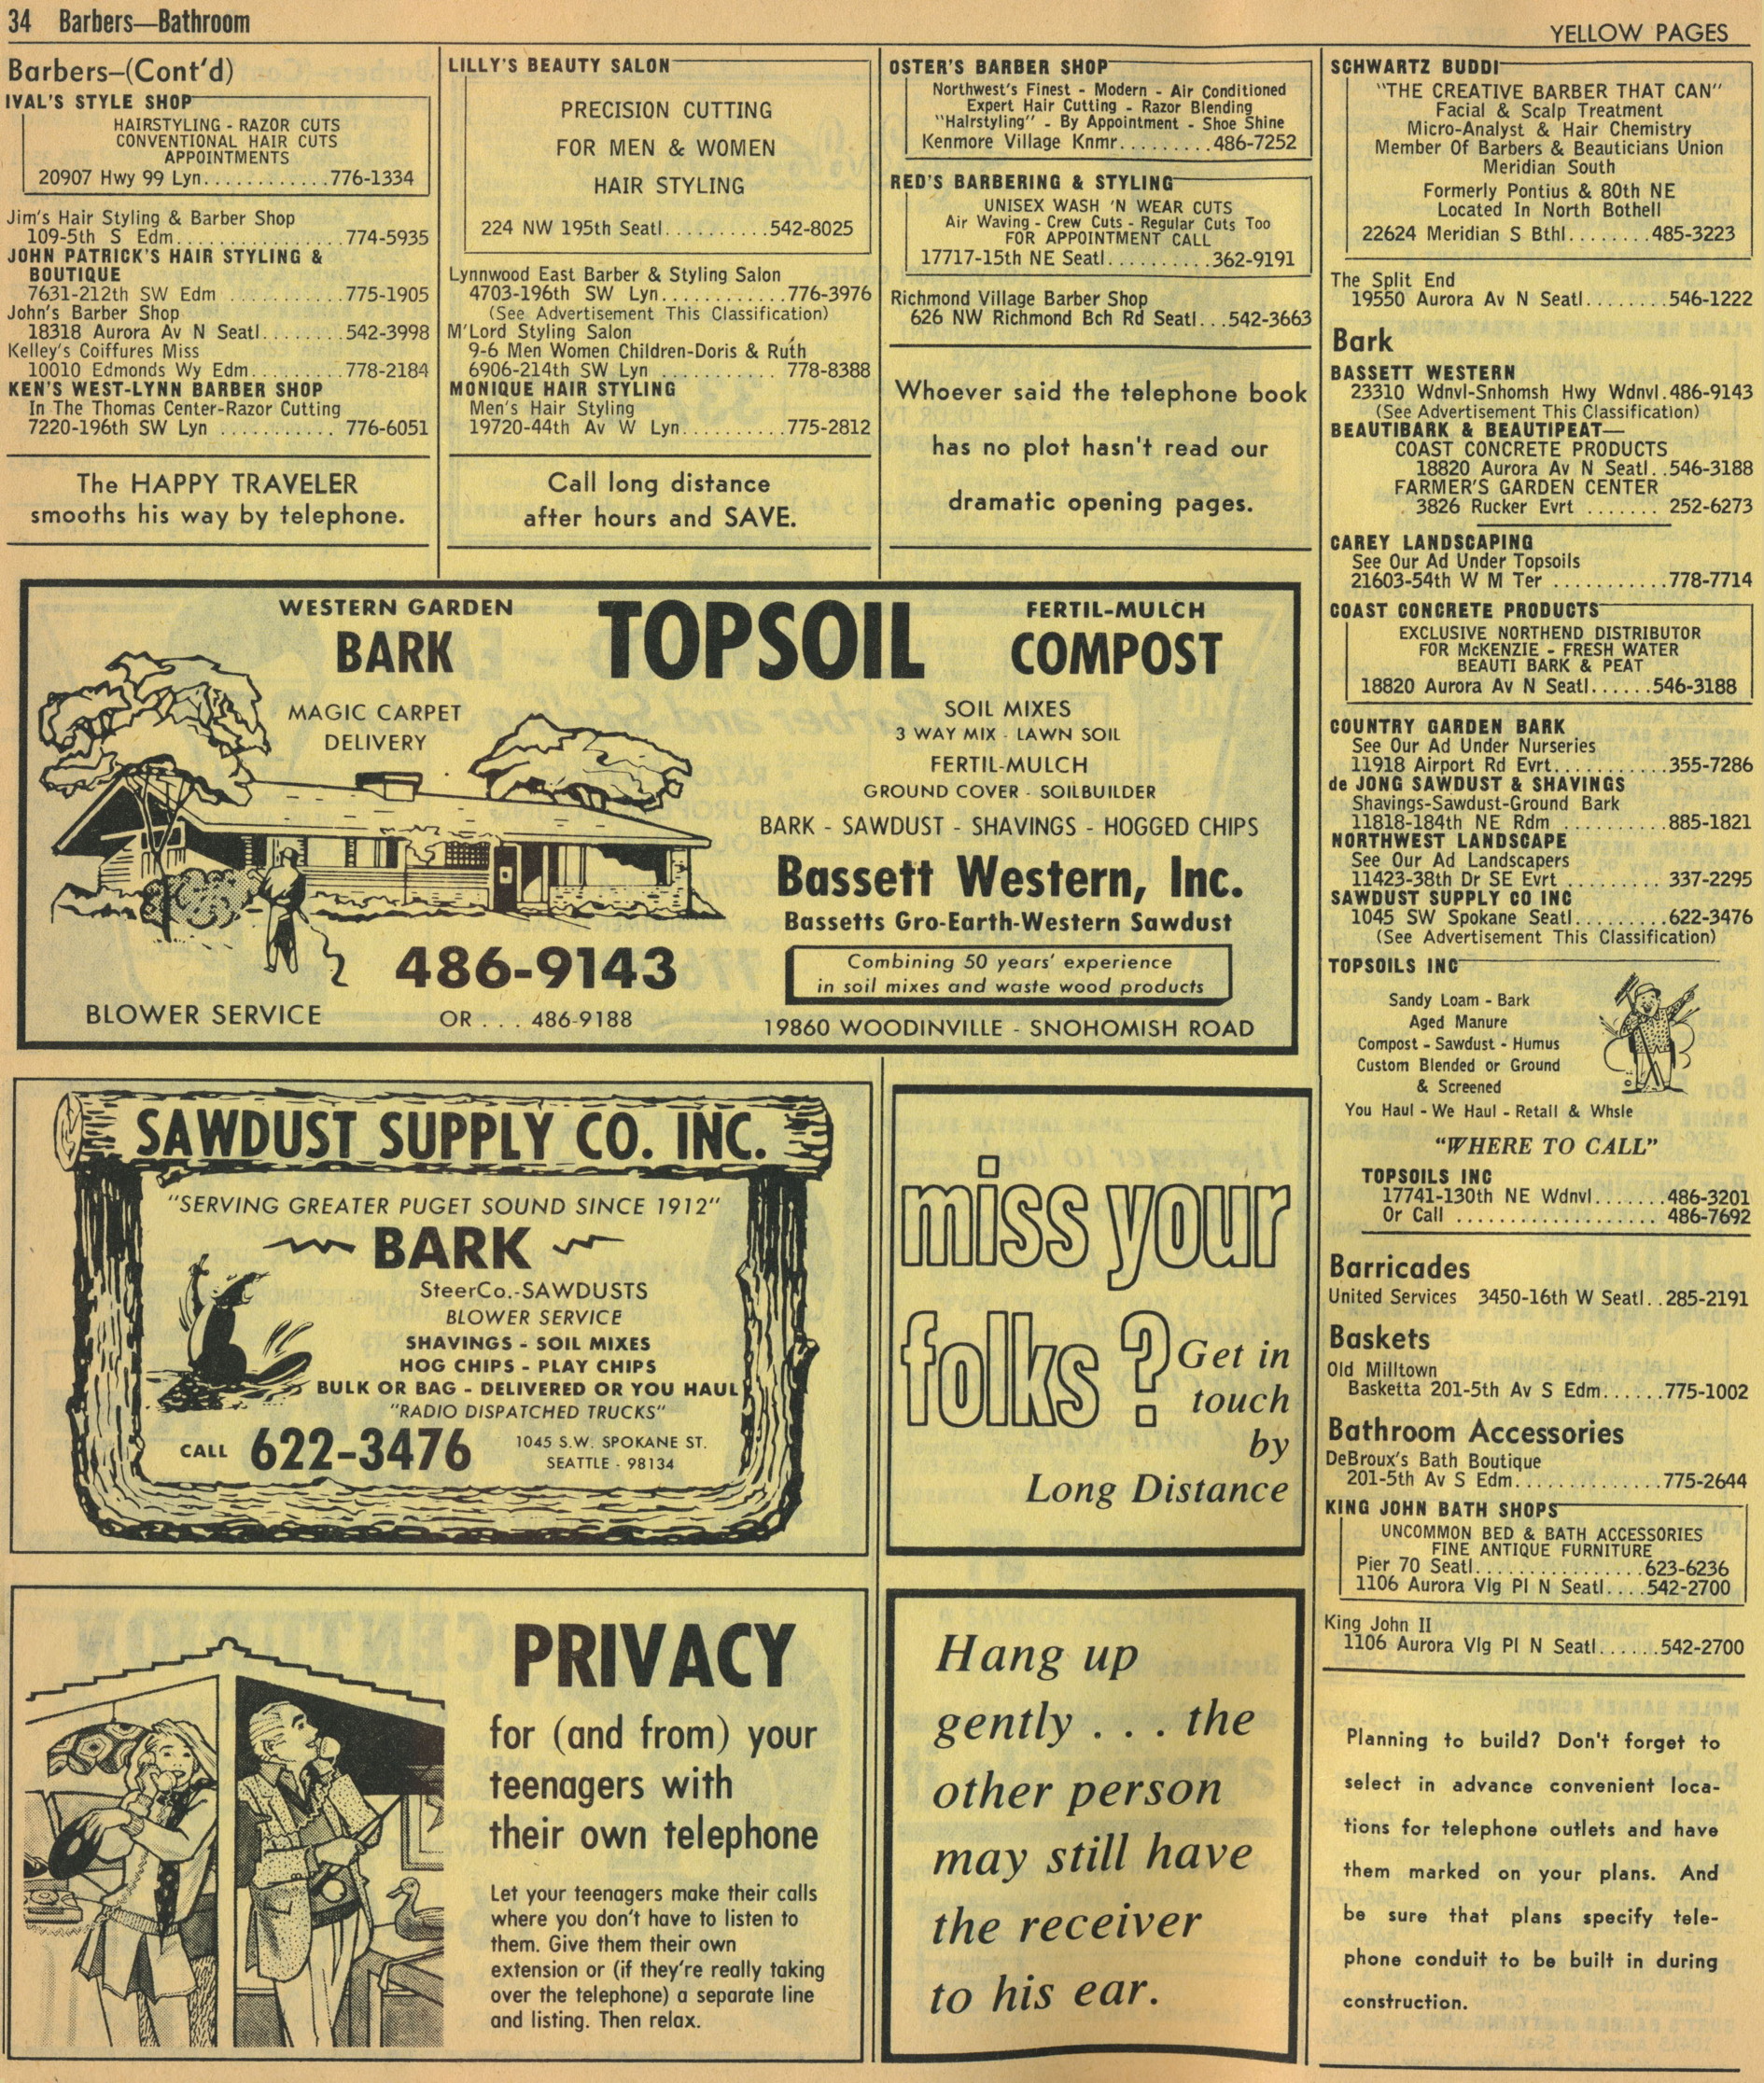 34 Barbers—Bathroom
YELLOW PAGES
Barbers—(Cont'd)
IVAL'S STYLE SHOP
HAIRSTYLING - RAZOR CUTS
CONVENTIONAL HAIR CUTS
APPOINTMENTS
20907 Hwy 99 Lyn............776-1334
Jim's Hair Styling & Barber Shop
109-5th S Edm................774-5935
JOHN PATRICK'S HAIR STYLING &
BOUTIQUE
7631-212th SW Edm ...........775-1905
John's Barber Shop
18318 Aurora Av N Seatl........542-3998
Kelley's Coiffures Miss
10010 Edmonds Wy Edm.........778-2184
KEN'S WEST-LYNN BARBER SHOP
In The Thomas Center-Razor Cutting
7220-196th SW Lyn ........... 776-6051
The HAPPY TRAVELER
smooths his way by telephone.
LILLY'S BEAUTY SALON
PRECISION CUTTING
FOR MEN & WOMEN
HAIR STYLING
224 NW 195th Seatl..........542-8025
Lynnwood East Barber & Styling Salon
4703-196th SW Lyn............776-3976
(See Advertisement This Classification)
M'Lord Styling Salon
9-6 Men Women Children-Doris & Ruth
6906-214th SW Lyn ........... 778-8388
MONIQUE HAIR STYLING
Men's Hair Styling
19720-44th Av W Lyn..........775-2812
Call long distance
after hours and SAVE.
OSTER'S BARBER SHOP
Northwest's Finest - Modern - Air Conditioned
Expert Hair Cutting - Razor Blending
"Hairstyling" - By Appointment - Shoe Shine
Kenmore Village Knmr.........486-7252
RED'S BARBERING & STYLING
UNISEX WASH 'N WEAR CUTS
Air Waving - Crew Cuts - Regular Cuts Too
FOR APPOINTMENT CALL
17717-15th NE Seatl..........362-9191
Richmond Village Barber Shop
626 NW Richmond Bch Rd Seatl...542-3663
Whoever said the telephone book
has no plot hasn't read our
dramatic opening pages.
SCHWARTZ BUDDI
"THE CREATIVE BARBER THAT CAN"
Facial & Scalp Treatment
Micro-Analyst & Hair Chemistry
Member Of Barbers & Beauticians Union
Meridian South
Formerly Pontius & 80th NE
Located In North Bothell
22624 Meridian S Bthl........485-3223
The Split End
19550 Aurora Av N Seatl........546-1222
Bark
BASSETT WESTERN
23310 Wdnvl-Snhomsh Hwy Wdnvl.486-9143
(See Advertisement This Classification)
BEAUTIBARK & BEAUTIPEAT—
COAST CONCRETE PRODUCTS
18820 Aurora Av N Seatl..546-3188
FARMER'S GARDEN CENTER
3826 Rucker Evrt ....... 252-6273
CAREY LANDSCAPING
See Our Ad Under Topsoils
21603-54th W M Ter ...........778-7714
COAST CONCRETE PRODUCTS
EXCLUSIVE NORTHEND DISTRIBUTOR
FOR McKENZIE - FRESH WATER
BEAUTI BARK & PEAT
18820 Aurora Av N Seatl......546-3188
COUNTRY GARDEN BARK
See Our Ad Under Nurseries
11918 Airport Rd Evrt...........355-7286
de JONG SAWDUST & SHAVINGS
Shavings-Sawdust-Ground Bark
11818-184th NE Rdm ..........885-1821
NORTHWEST LANDSCAPE
See Our Ad Landscapers
11423-38th Dr SE Evrt ......... 337-2295
SAWDUST SUPPLY CO INC
1045 SW Spokane Seatl.........622-3476
(See Advertisement This Classification)
TOPSOILS INC
Sandy Loam - Bark
Aged Manure
Compost - Sawdust - Humus
Custom Blended or Ground
& Screened
You Haul - We Haul - Retail & Whsle
"WHERE TO CALL"
TOPSOILS INC
17741-130th NE Wdnvl.......486-3201
Or Call ................... 486-7692
Barricades
United Services 3450-16th W Seatl..285-2191
Baskets
Old Milltown
Basketta 201-5th Av S Edm......775-1002
Bathroom Accessories
DeBroux's Bath Boutique
201-5th Av S Edm..............775-2644
KING JOHN BATH SHOPS
UNCOMMON BED & BATH ACCESSORIES
FINE ANTIQUE FURNITURE
Pier 70 Seatl................623-6236
1106 Aurora Vlg Pl N Seatl....542-2700
King John II
1106 Aurora Vlg Pl N Seatl.......542-2700
Planning to build? Don't forget to
select in advance convenient loca-
tions for telephone outlets and have
them marked on your plans. And
be sure that plans specify tele-
phone conduit to be built in during
construction.
WESTERN GARDEN
BARK
TOPSOIL
FERTIL-MULCH
COMPOST
MAGIC CARPET
DELIVERY
SOIL MIXES
3 WAY MIX - LAWN SOIL
FERTIL-MULCH
GROUND COVER - SOILBUILDER
BARK - SAWDUST - SHAVINGS - HOGGED CHIPS
Bassett Western, Inc.
Bassetts Gro-Earth-Western Sawdust
Combining 50 years' experience
in soil mixes and waste wood products
486-9143
BLOWER SERVICE
OR . . . 486-9188
19860 WOODINVILLE - SNOHOMISH ROAD
SAWDUST SUPPLY CO. INC.
"SERVING GREATER PUGET SOUND SINCE 1912"
BARK
SteerCo.-SAWDUSTS
BLOWER SERVICE
SHAVINGS - SOIL MIXES
HOG CHIPS - PLAY CHIPS
BULK OR BAG - DELIVERED OR YOU HAUL
"RADIO DISPATCHED TRUCKS"
CALL 622-3476
1045 S.W. SPOKANE ST.
SEATTLE - 98134
miss your
folks?
Get in
touch
by
Long Distance
PRIVACY
for (and from) your
teenagers with
their own telephone
Let your teenagers make their calls
where you don't have to listen to
them. Give them their own
extension or (if they're really taking
over the telephone) a separate line
and listing. Then relax.
Hang up
gently . . . the
other person
may still have
the receiver
to his ear.